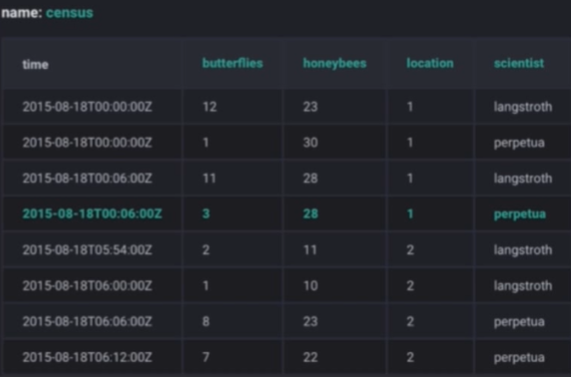 name: census
time butterflies honeybees location scientist
2015-08-18T00:00:00Z 12 23 1 langstroth
2015-08-18T00:00:00Z 1 30 1 perpetua
2015-08-18T00:06:00Z 11 28 1 langstroth
2015-08-18T00:06:00Z 3 28 1 perpetua
2015-08-18T05:54:00Z 2 11 2 langstroth
2015-08-18T06:00:00Z 1 10 2 langstroth
2015-08-18T06:06:00Z 8 23 2 perpetua
2015-08-18T06:12:00Z 7 22 2 perpetua